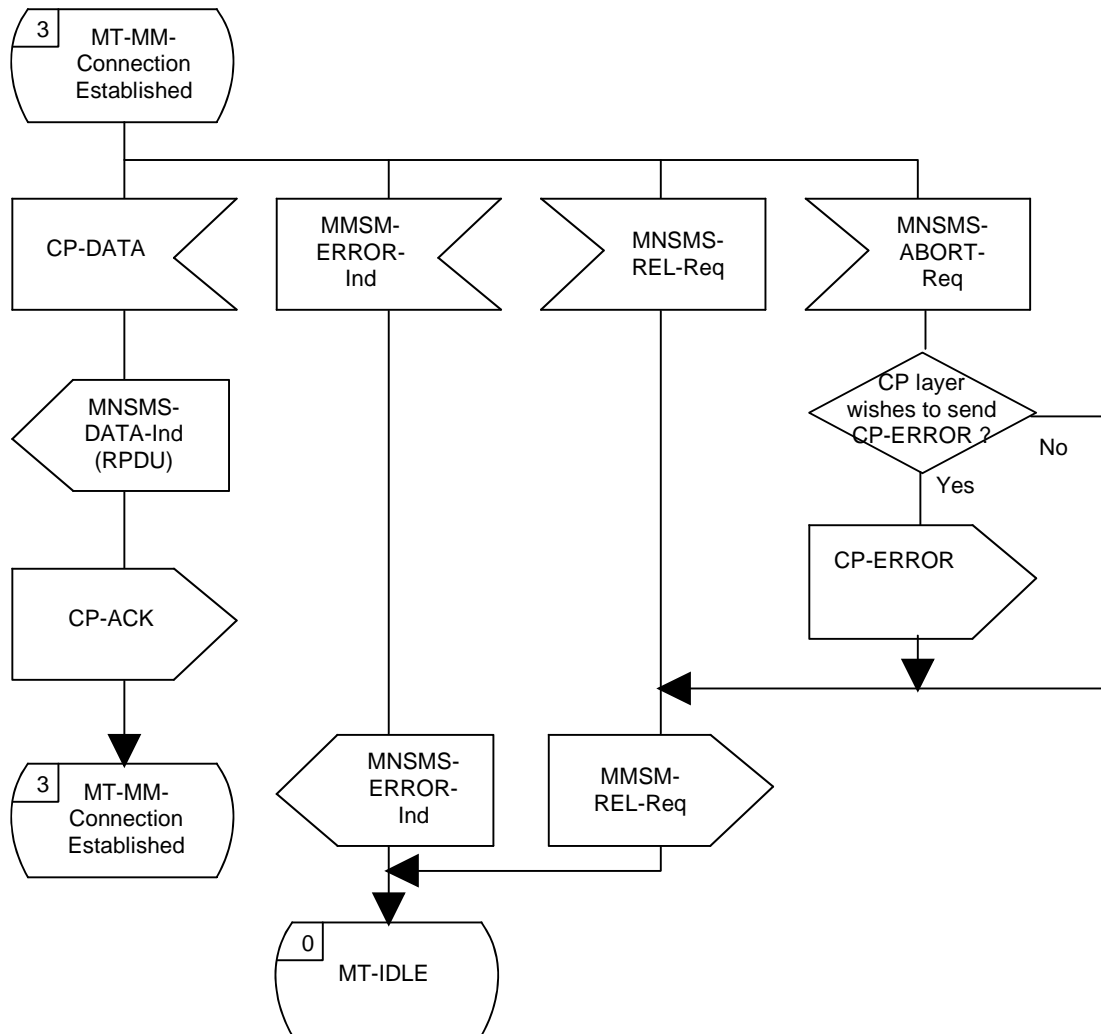 3
MT-MM-
Connection
Established
CP-DATA
MMSM-
ERROR-
Ind
MNSMS-
REL-Req
MNSMS-
ABORT-
Req
MNSMS-
DATA-Ind
(RPDU)
CP layer
wishes to send
CP-ERROR ?
No
Yes
CP-ACK
CP-ERROR
3
MT-MM-
Connection
Established
MNSMS-
ERROR-
Ind
MMSM-
REL-Req
0
MT-IDLE